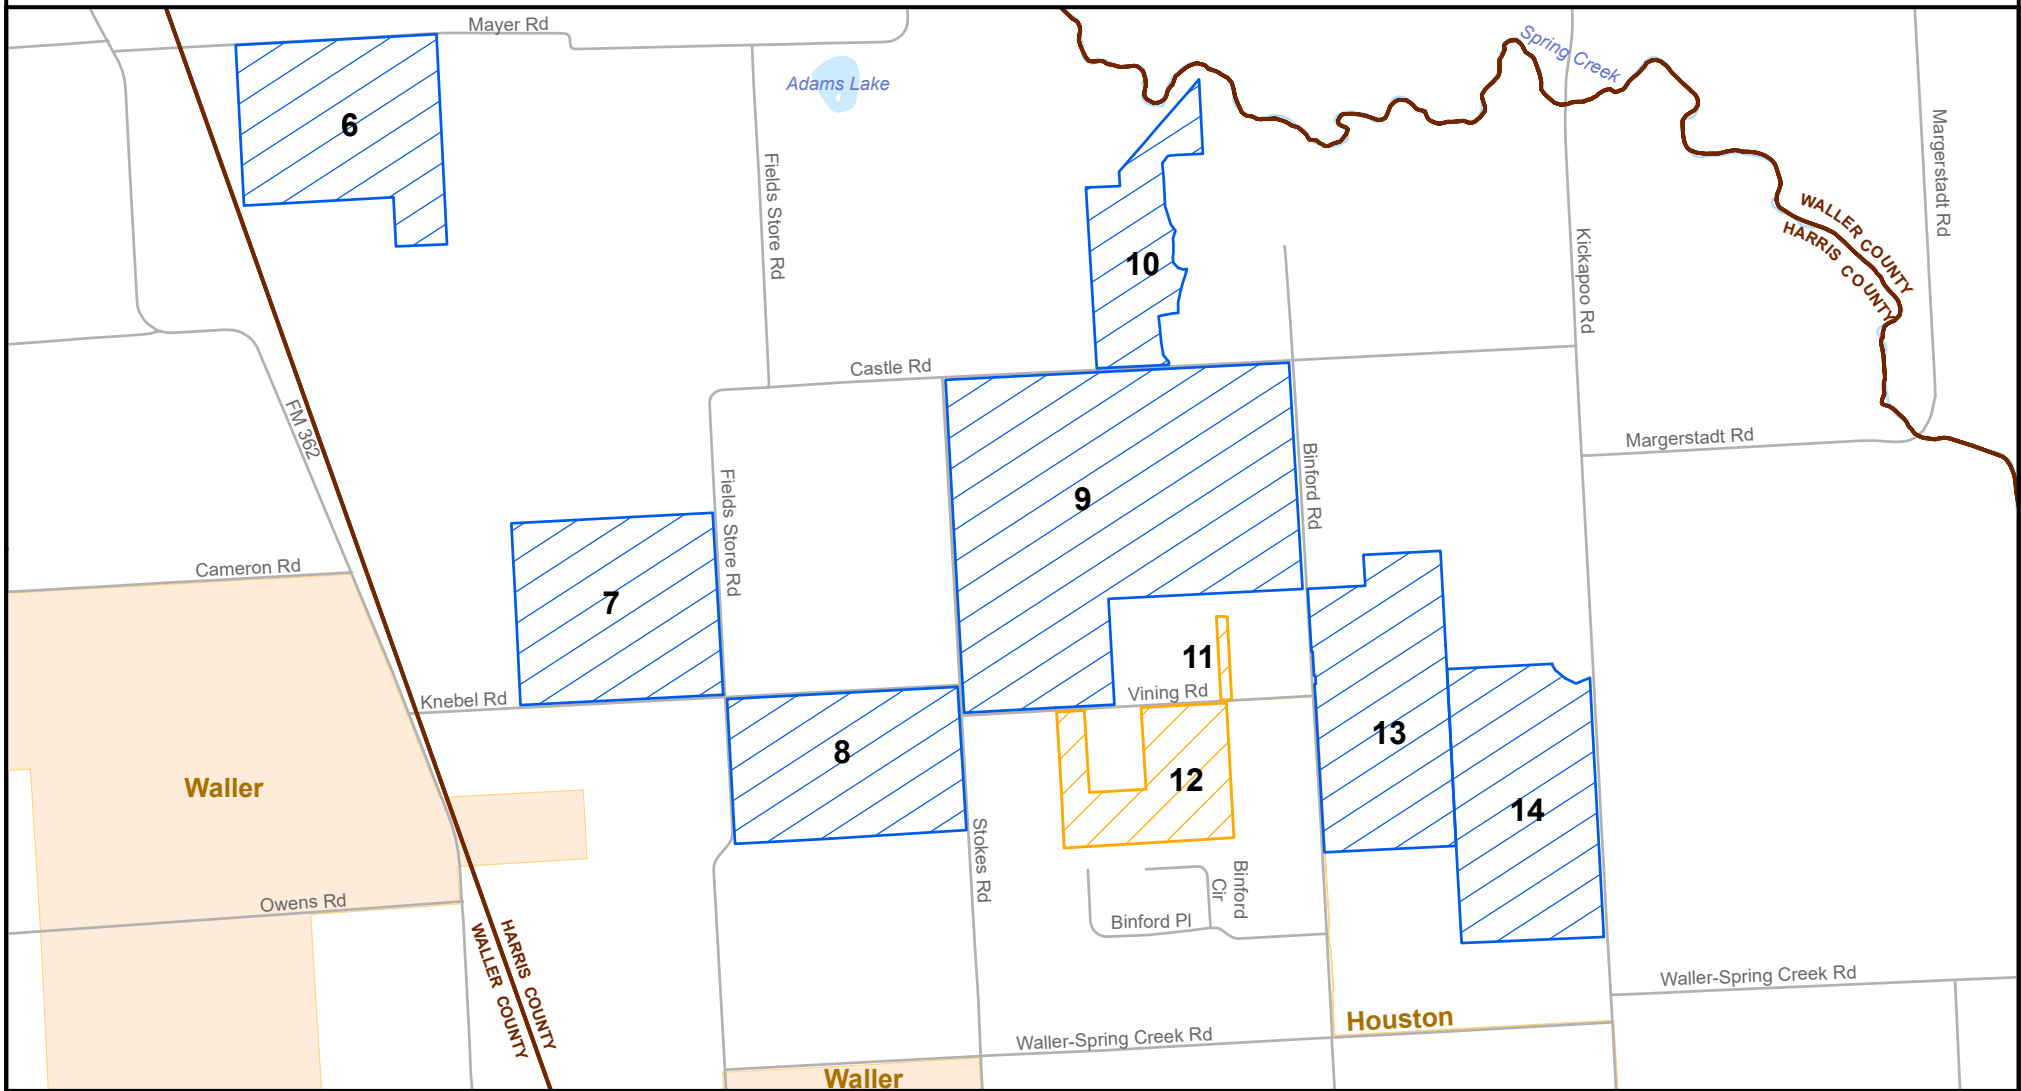 Mayer Rd
Spring Creek
Adams Lake
6
Margerstadt Rd
Fields Store Rd
WALLER COUNTY
HARRIS COUNTY
10
Kickapoo Rd
Castle Rd
FM 362
Margerstadt Rd
Binford Rd
9
Fields Store Rd
Cameron Rd
7
11
Vining Rd
Knebel Rd
13
8
12
Waller
14
Stokes Rd
Binford
Cir
Owens Rd
Binford Pl
HARRIS COUNTY
WALLER COUNTY
Waller-Spring Creek Rd
Houston
Waller-Spring Creek Rd
Waller